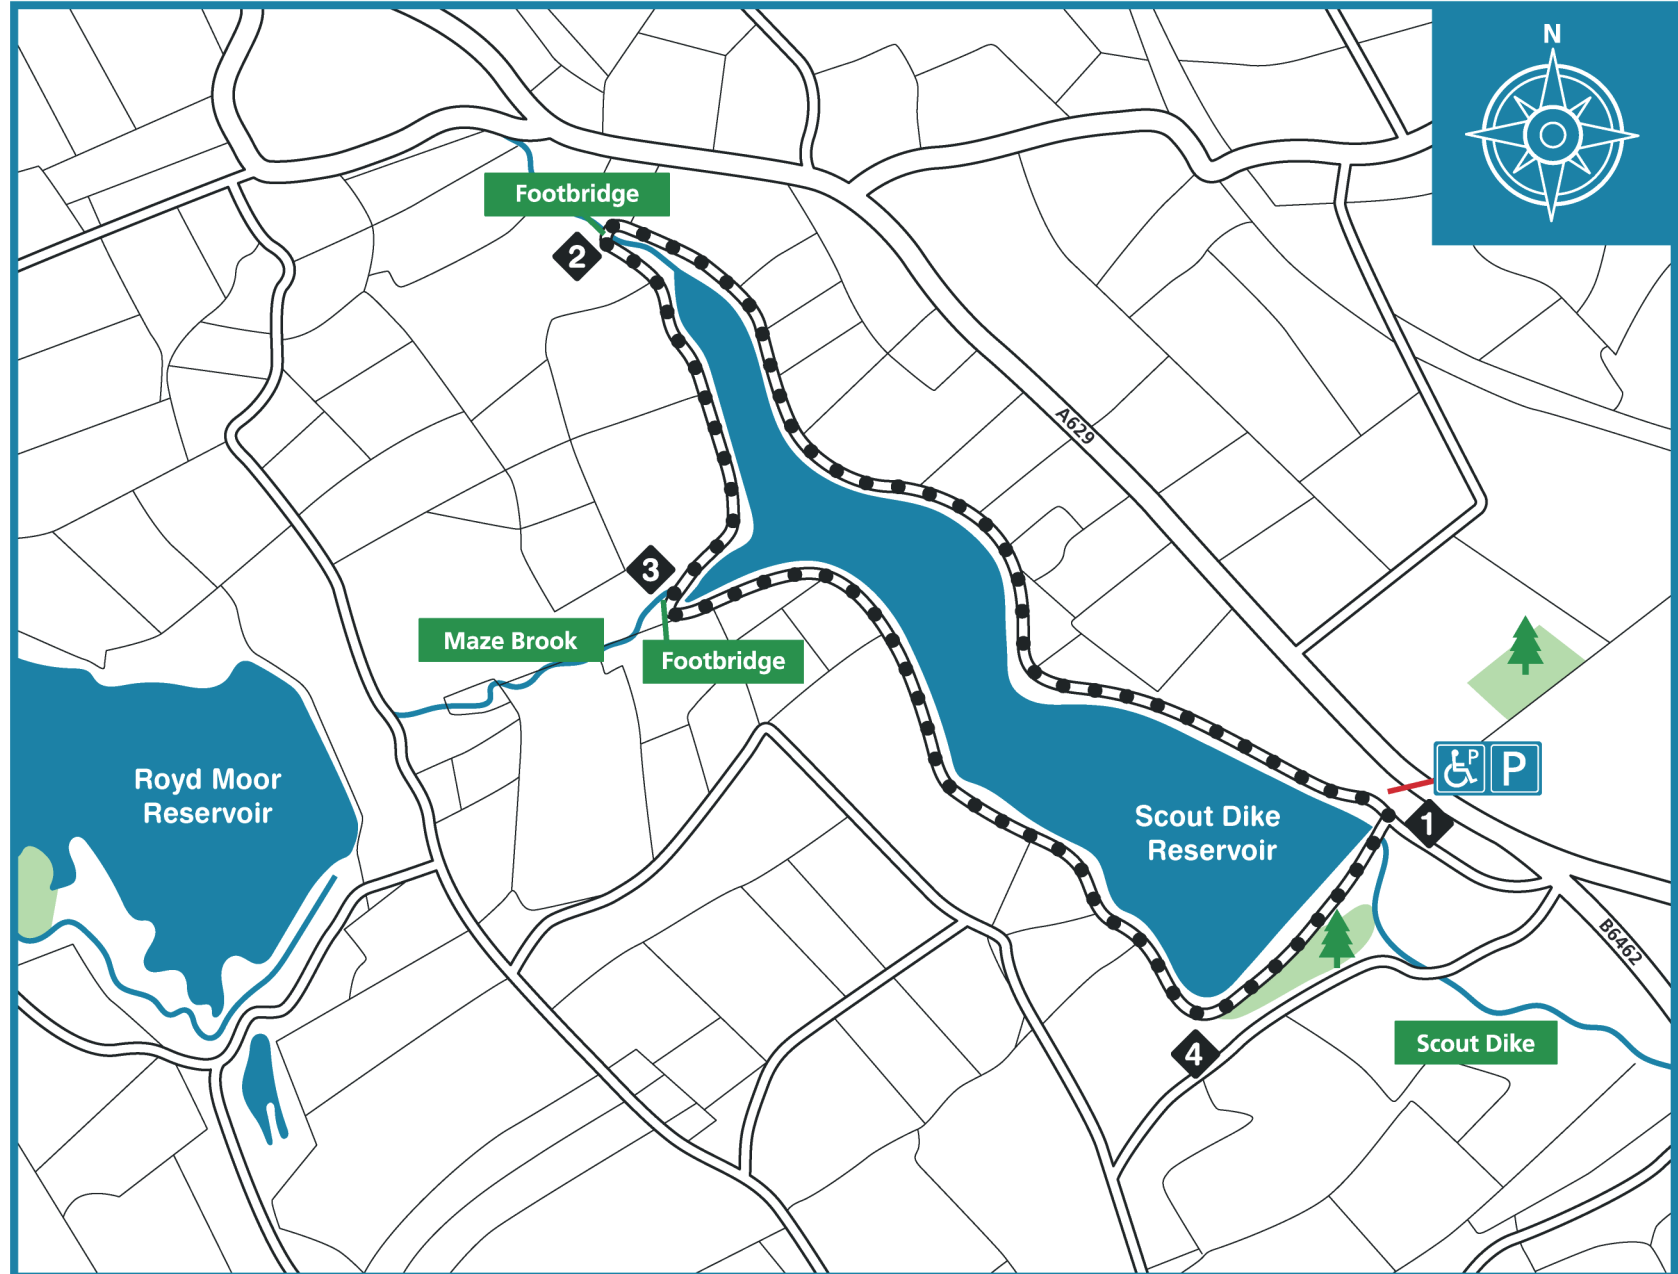 N
Footbridge
2
A629
3
Maze Brook
Footbridge
P
P
Royd Moor
Reservoir
Scout Dike
Reservoir
1
B6462
Scout Dike
4